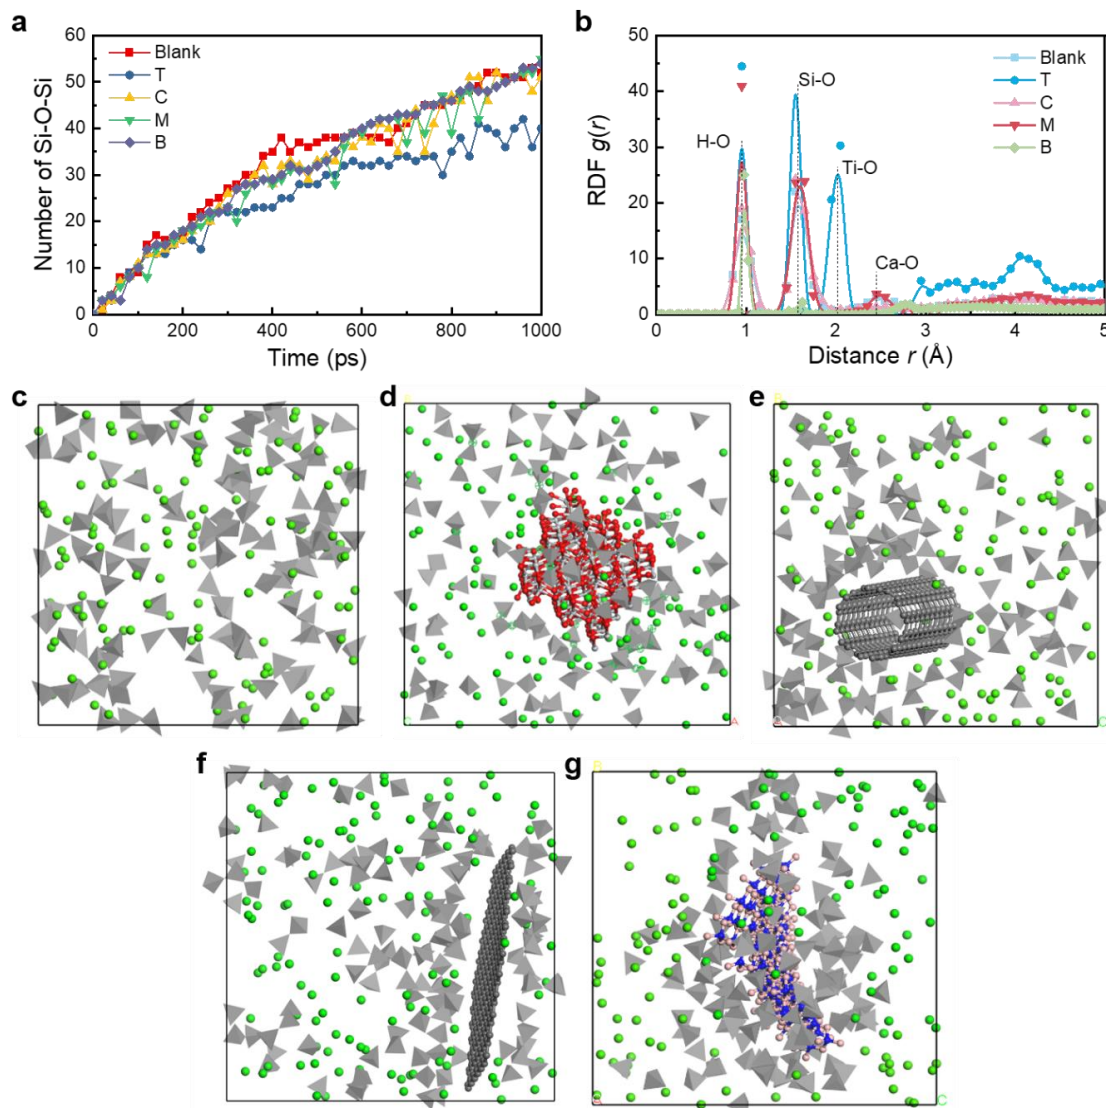 a
60
50
40
30
20
10
0
Number of Si-O-Si
Blank
T
C
M
B
0 200 400 600 800 1000
Time (ps)
b
50
40
30
20
10
0
RDF g(r)
H-O
Si-O
Ti-O
Ca-O
Blank
T
C
M
B
0 1 2 3 4 5
Distance r (Å)
c
d
C
A
e
B
A
C
f
g
B
A
C